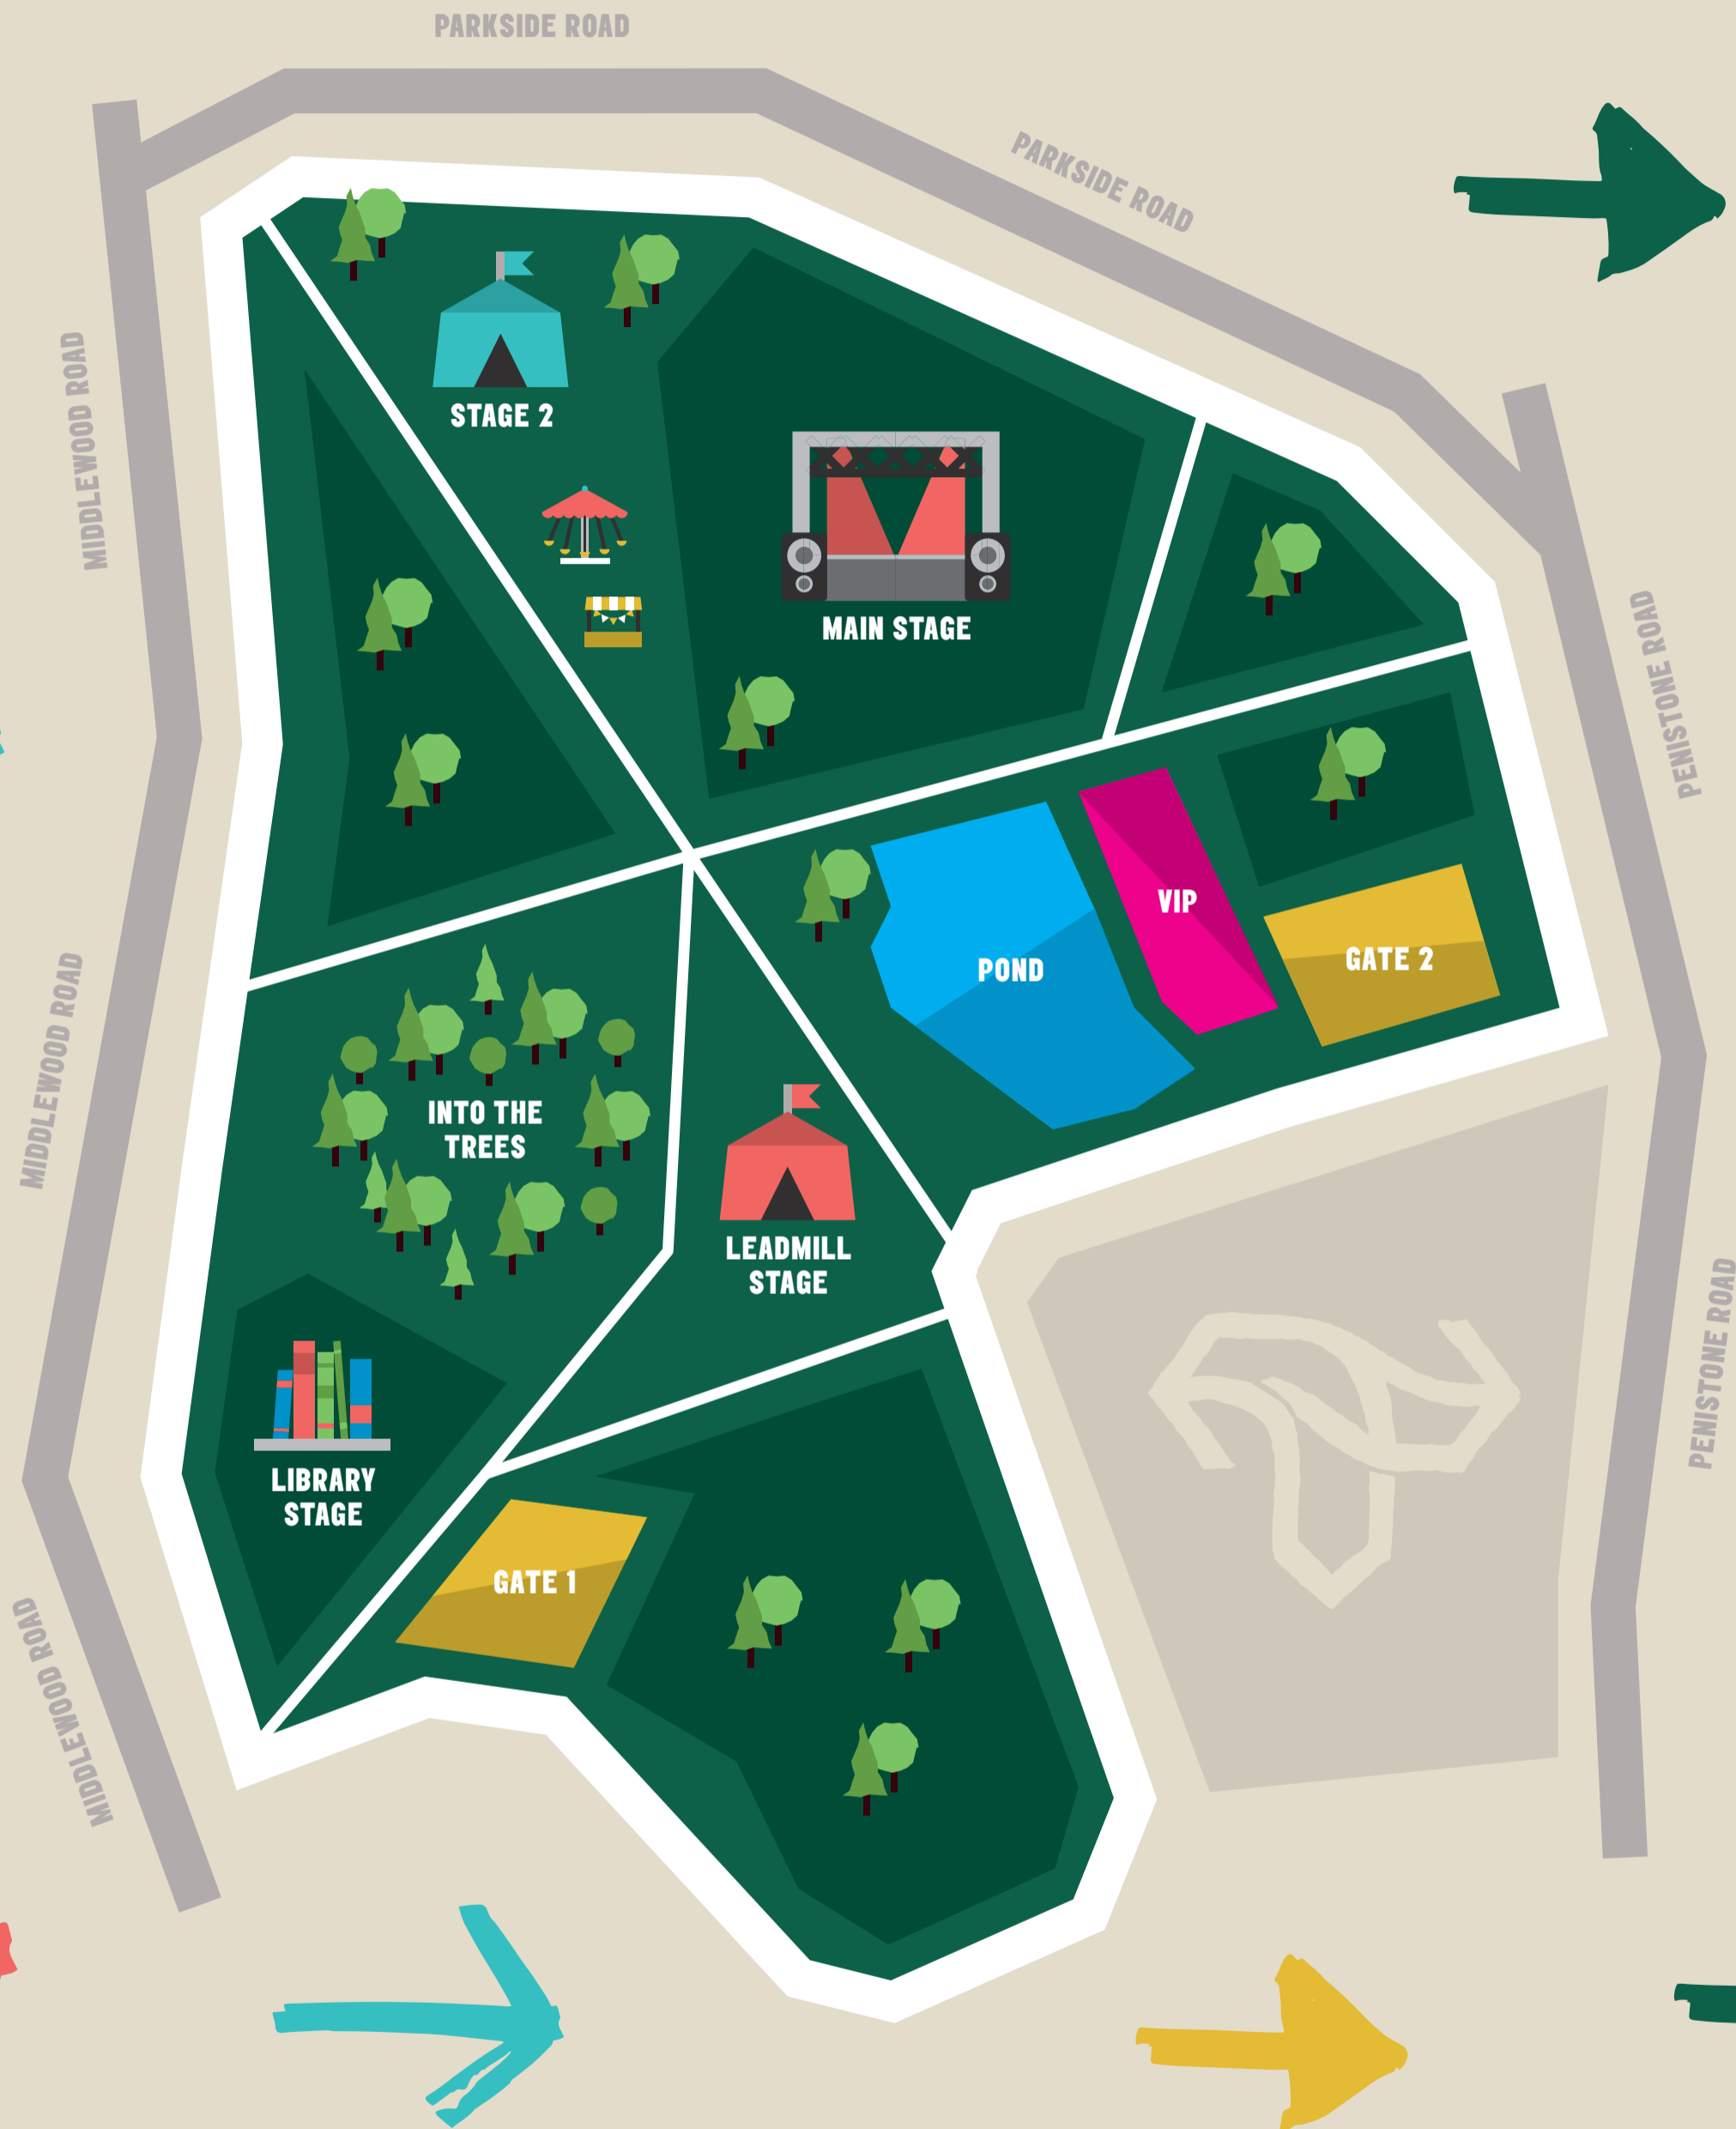 PARKSIDE ROAD
PARKSIDE ROAD
MIDDLEWOOD ROAD
STAGE 2
MAIN STAGE
PENISTONE ROAD
VIP
GATE 2
POND
MIDDLEWOOD ROAD
INTO THE
TREES
LEADMILL
STAGE
PENISTONE ROAD
LIBRARY
STAGE
GATE 1
MIDDLEWOOD ROAD